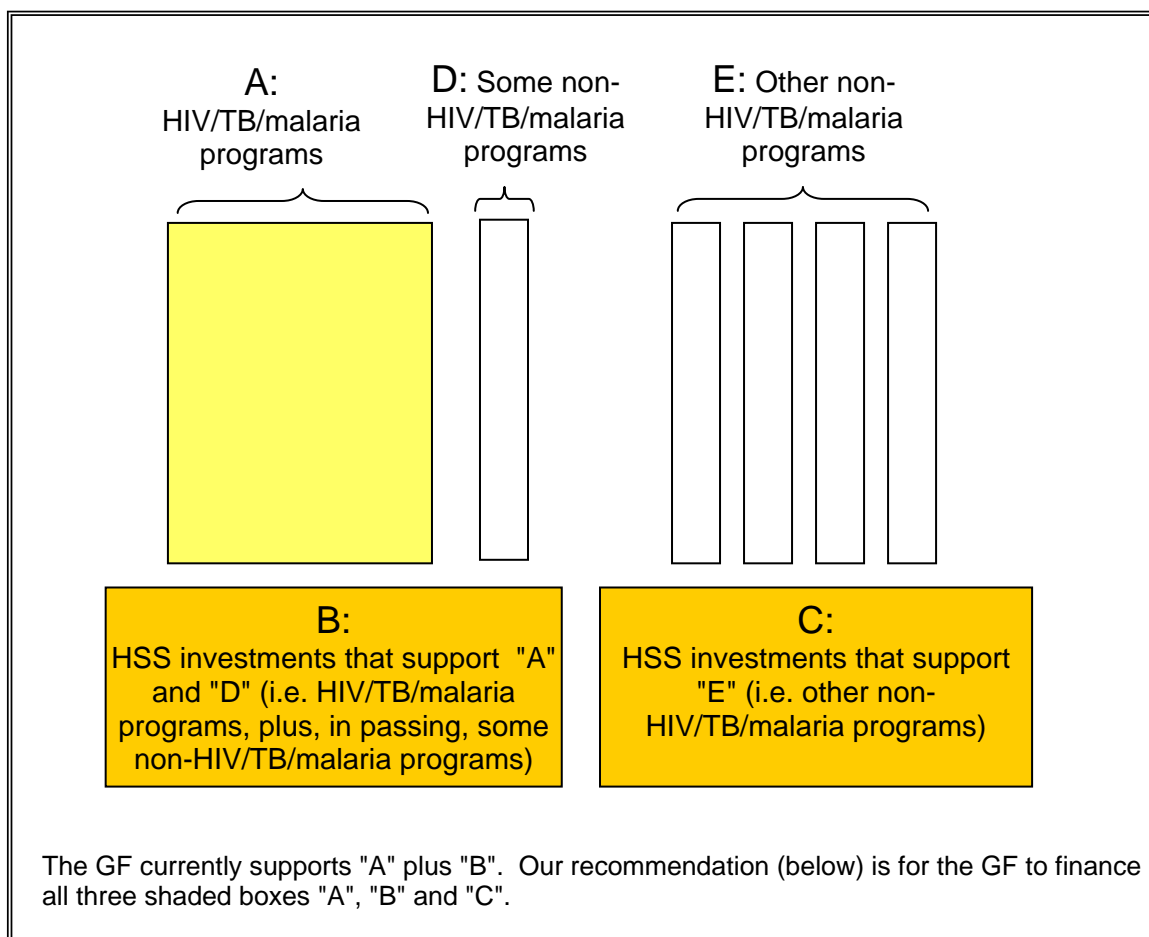 A:
HIV/TB/malaria
programs
D: Some non-
HIV/TB/malaria
programs
E: Other non-
HIV/TB/malaria
programs
B:
HSS investments that support "A"
and "D" (i.e. HIV/TB/malaria
programs, plus, in passing, some
non-HIV/TB/malaria programs)
C:
HSS investments that support
"E" (i.e. other non-
HIV/TB/malaria programs)
The GF currently supports "A" plus "B". Our recommendation (below) is for the GF to finance
all three shaded boxes "A", "B" and "C".